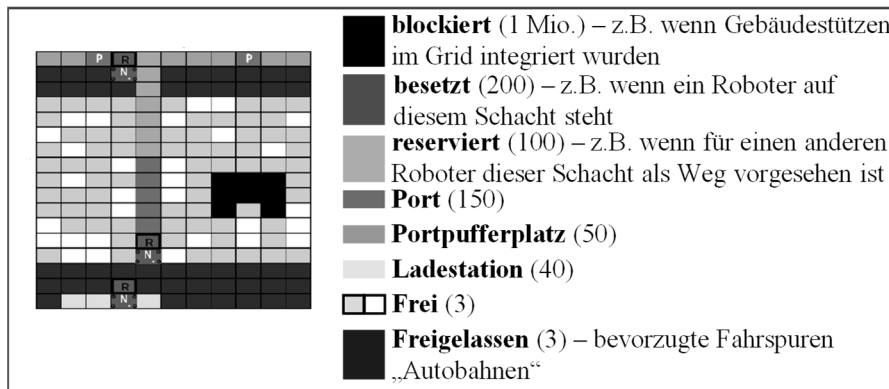 P R P
N
R
N
R
N
blockiert (1 Mio.) – z.B. wenn Gebäudestützen
im Grid integriert wurden
besetzt (200) – z.B. wenn ein Roboter auf
diesem Schacht steht
reserviert (100) – z.B. wenn für einen anderen
Roboter dieser Schacht als Weg vorgesehen ist
Port (150)
Portpufferplatz (50)
Ladestation (40)
Frei (3)
Freigelassen (3) – bevorzugte Fahrspuren
„Autobahnen“